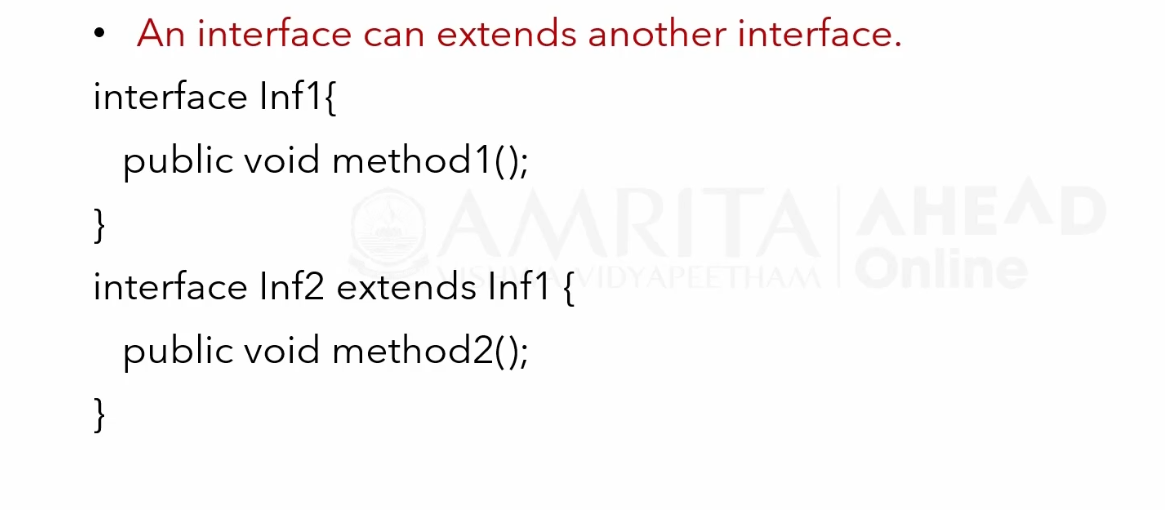 • An interface can extends another interface.
interface Inf1{
public void method1();
}
interface Inf2 extends Inf1 {
public void method2();
}
AMRITA
VISHWA VIDYAPEETHAM
AHEAD
Online